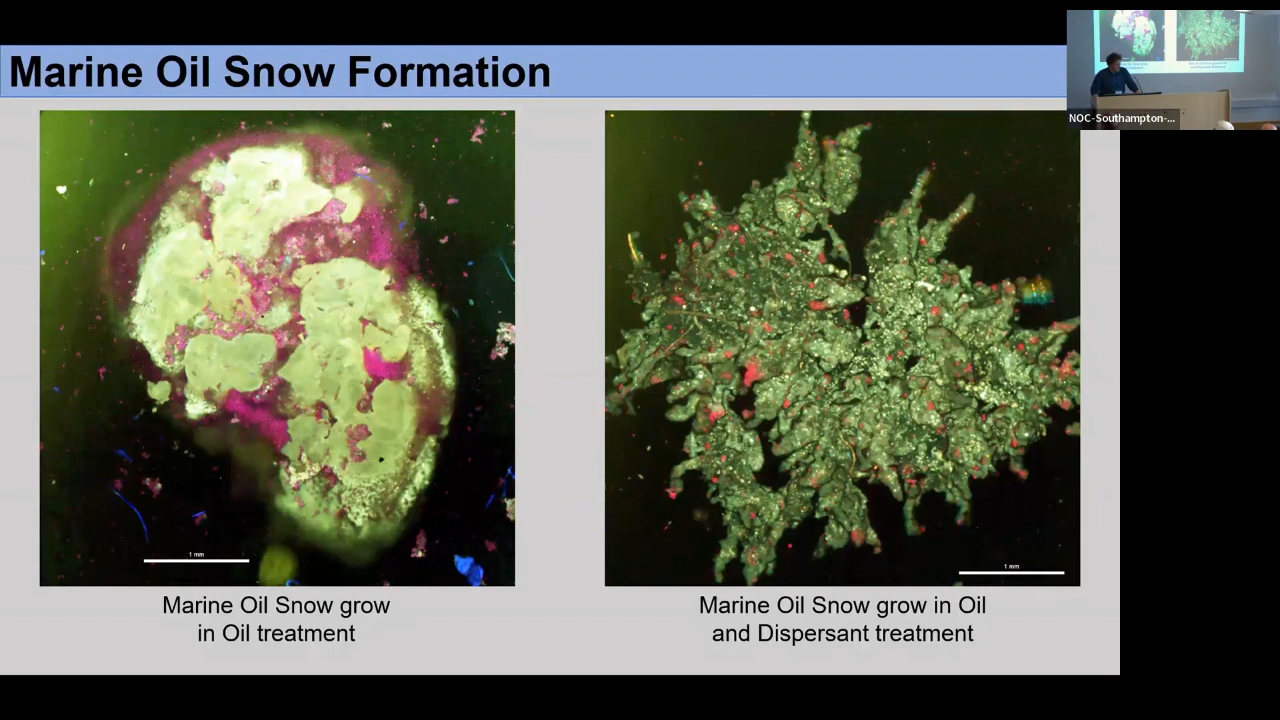 Marine Oil Snow Formation
NOC-Southampton-...
1 mm
1 mm
Marine Oil Snow grow
in Oil treatment
Marine Oil Snow grow in Oil
and Dispersant treatment